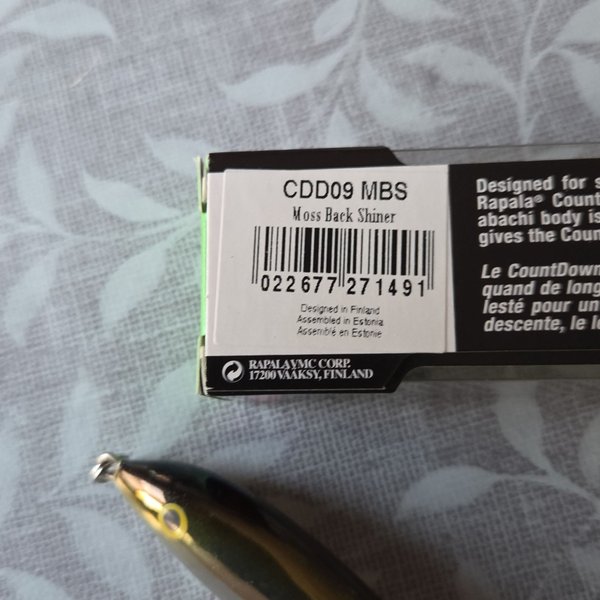 CDD09 MBS
Moss Back Shiner
022677 271491
Designed in Finland
Assembled in Estonia
Assemblé en Estonie
RAPALA VMC CORP.
17200 VÄÄKSY, FINLAND
Designed for
Rapala® Count
abachi body is
gives the Coun
Le CountDown
quand de long
lesté pour un
descente, le